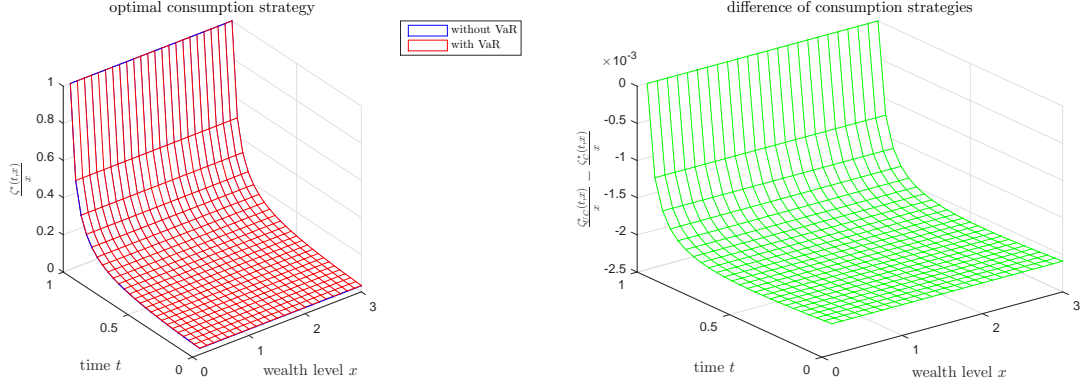 optimal consumption strategy
without VaR
with VaR
1
0.8
0.6
0.4
0.2
0
ζ*(t,x)
x
1
0.5
0
time t
0
1
2
3
wealth level x
difference of consumption strategies
× 10⁻³
0
-0.5
-1
-1.5
-2
-2.5
ζ*_UC(t,x) / x − ζ*_C(t,x) / x
1
0.5
0
time t
0
1
2
3
wealth level x